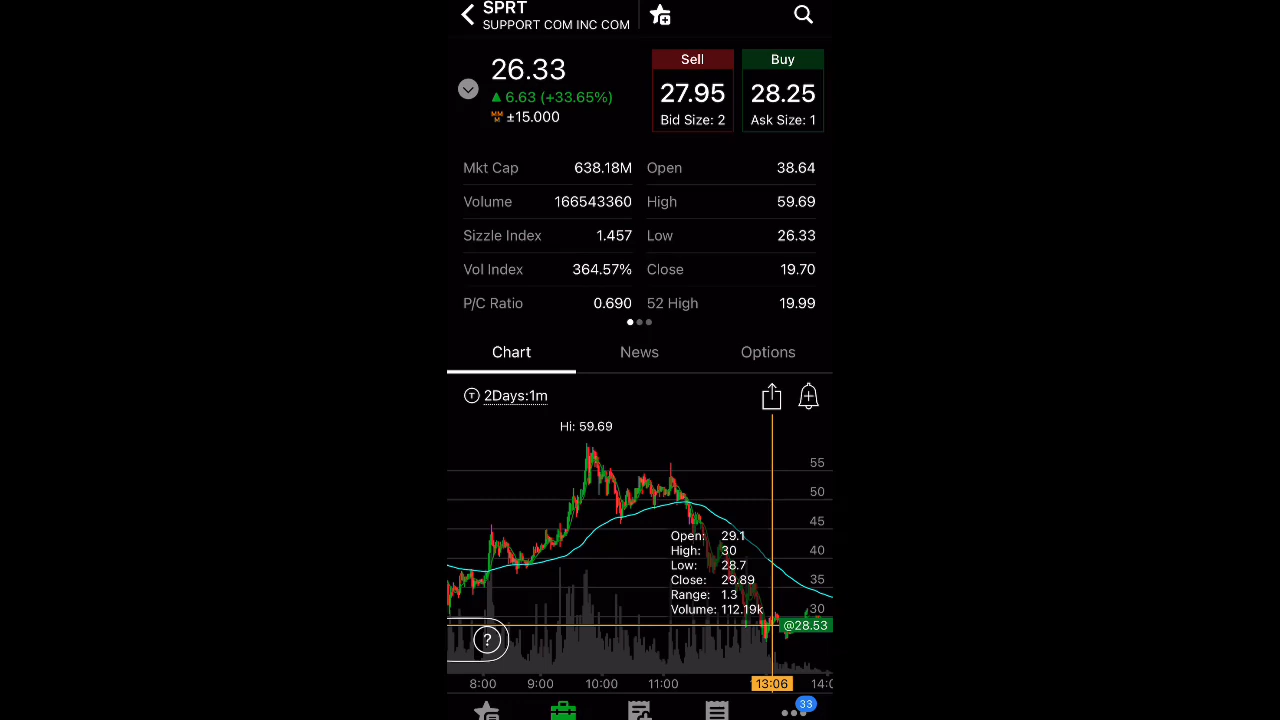 SPRT
SUPPORT COM INC COM
26.33
6.63 (+33.65%)
MM M ±15.000
Sell
27.95
Bid Size: 2
Buy
28.25
Ask Size: 1
Mkt Cap 638.18M Open 38.64
Volume 166543360 High 59.69
Sizzle Index 1.457 Low 26.33
Vol Index 364.57% Close 19.70
P/C Ratio 0.690 52 High 19.99
Chart News Options
T 2Days:1m
Hi: 59.69
55
50
45
40
35
30
Open: 29.1
High: 30
Low: 28.7
Close: 29.89
Range: 1.3
Volume: 112.19k
@28.53
?
8:00 9:00 10:00 11:00 13:06 14:0
33